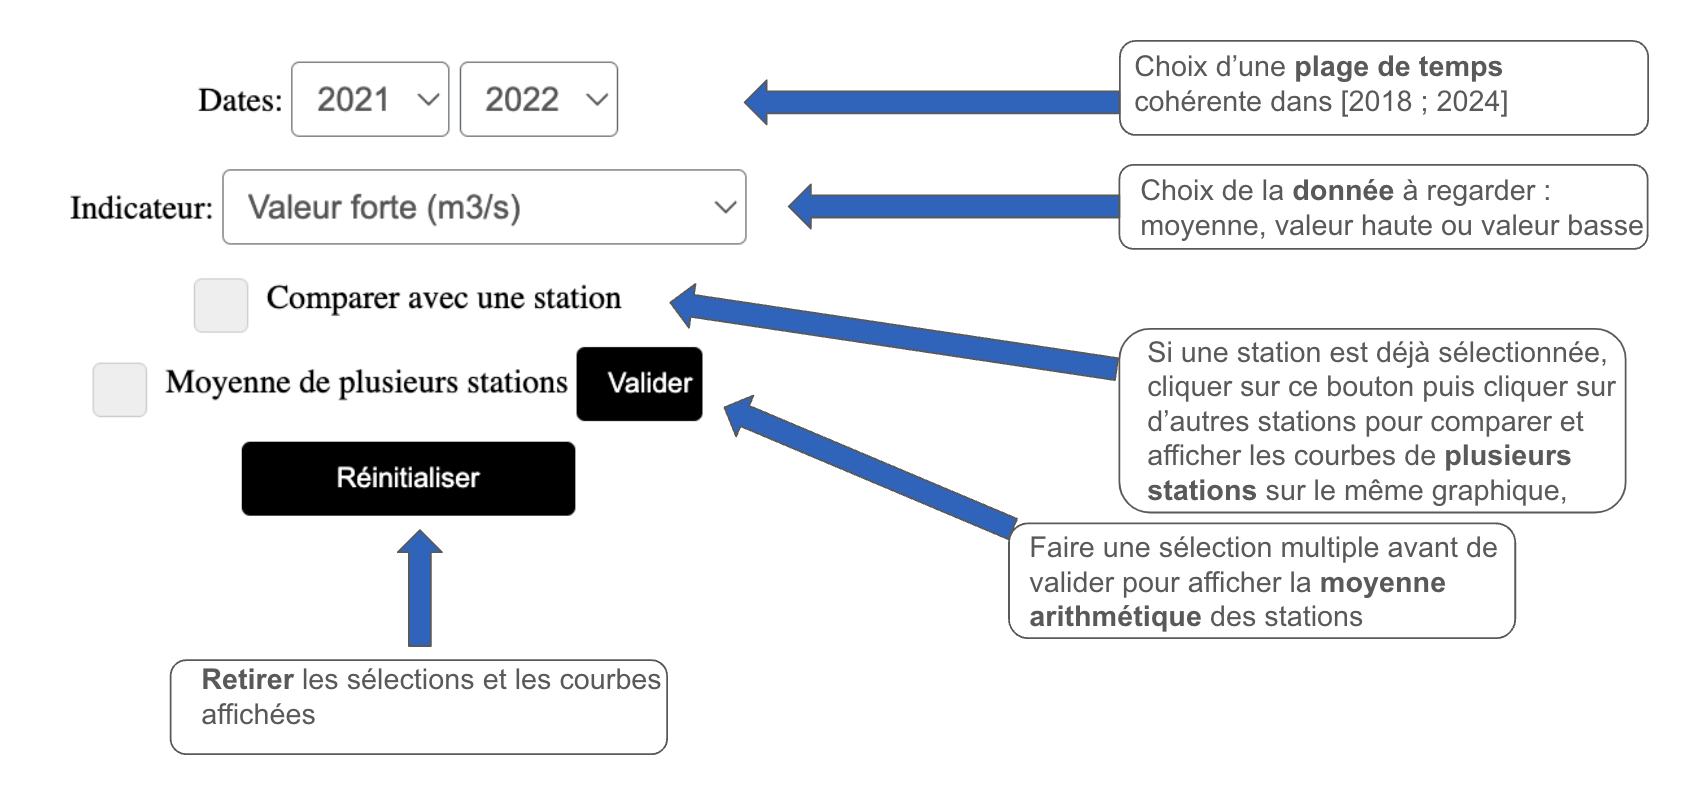 Dates: 2021 2022
Choix d’une plage de temps
cohérente dans [2018 ; 2024]
Indicateur: Valeur forte (m3/s)
Choix de la donnée à regarder :
moyenne, valeur haute ou valeur basse
Comparer avec une station
Si une station est déjà sélectionnée,
cliquer sur ce bouton puis cliquer sur
d’autres stations pour comparer et
afficher les courbes de plusieurs
stations sur le même graphique,
Moyenne de plusieurs stations Valider
Faire une sélection multiple avant de
valider pour afficher la moyenne
arithmétique des stations
Réinitialiser
Retirer les sélections et les courbes
affichées